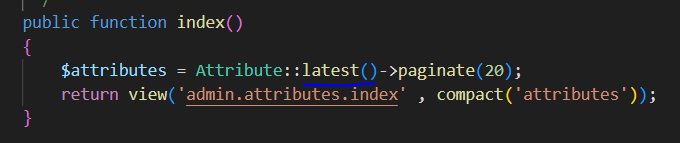 */
public function index()
{
$attributes = Attribute::latest()->paginate(20);
return view('admin.attributes.index' , compact('attributes'));
}